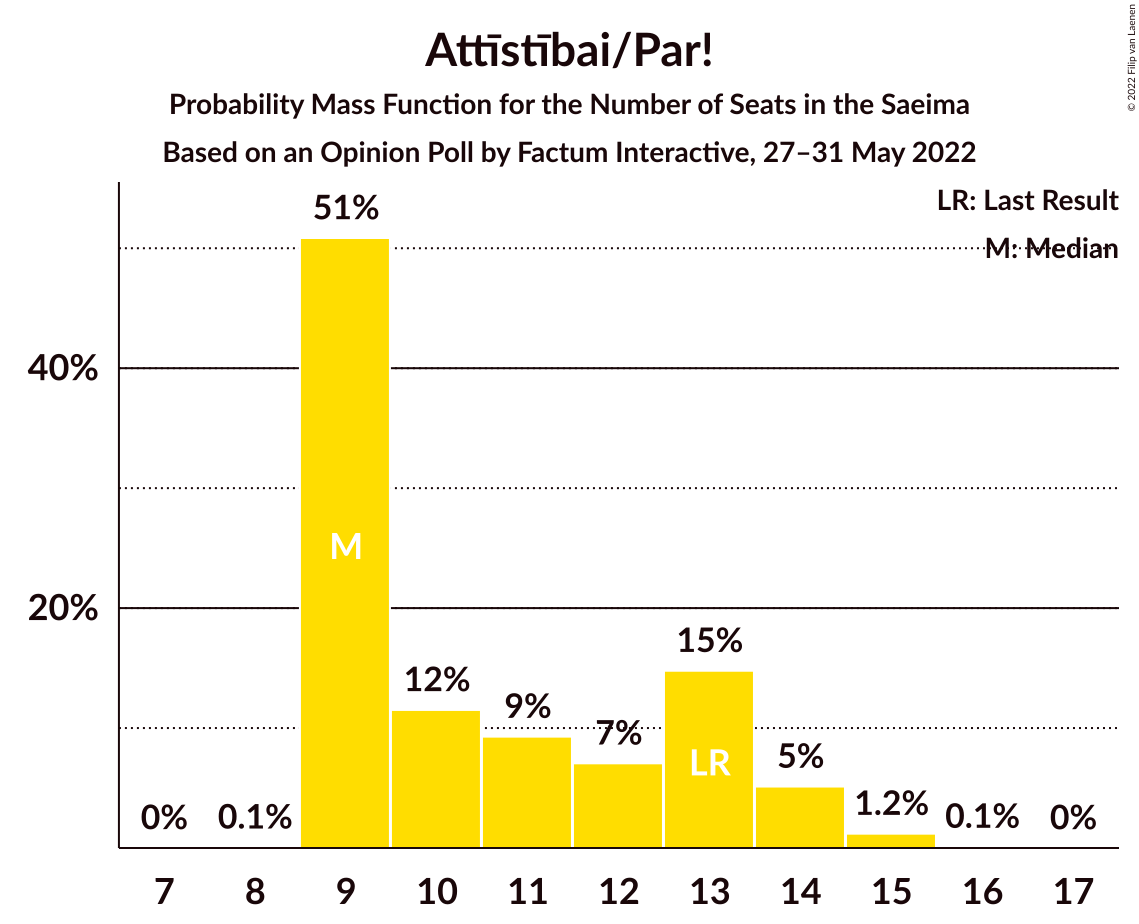 Attīstībai/Par!
Probability Mass Function for the Number of Seats in the Saeima
Based on an Opinion Poll by Factum Interactive, 27–31 May 2022
© 2022 Filip van Laenen
LR: Last Result
M: Median
40%
20%
0%
0.1%
51%
12%
9%
7%
15%
5%
1.2%
0.1%
0%
M
LR
7 8 9 10 11 12 13 14 15 16 17